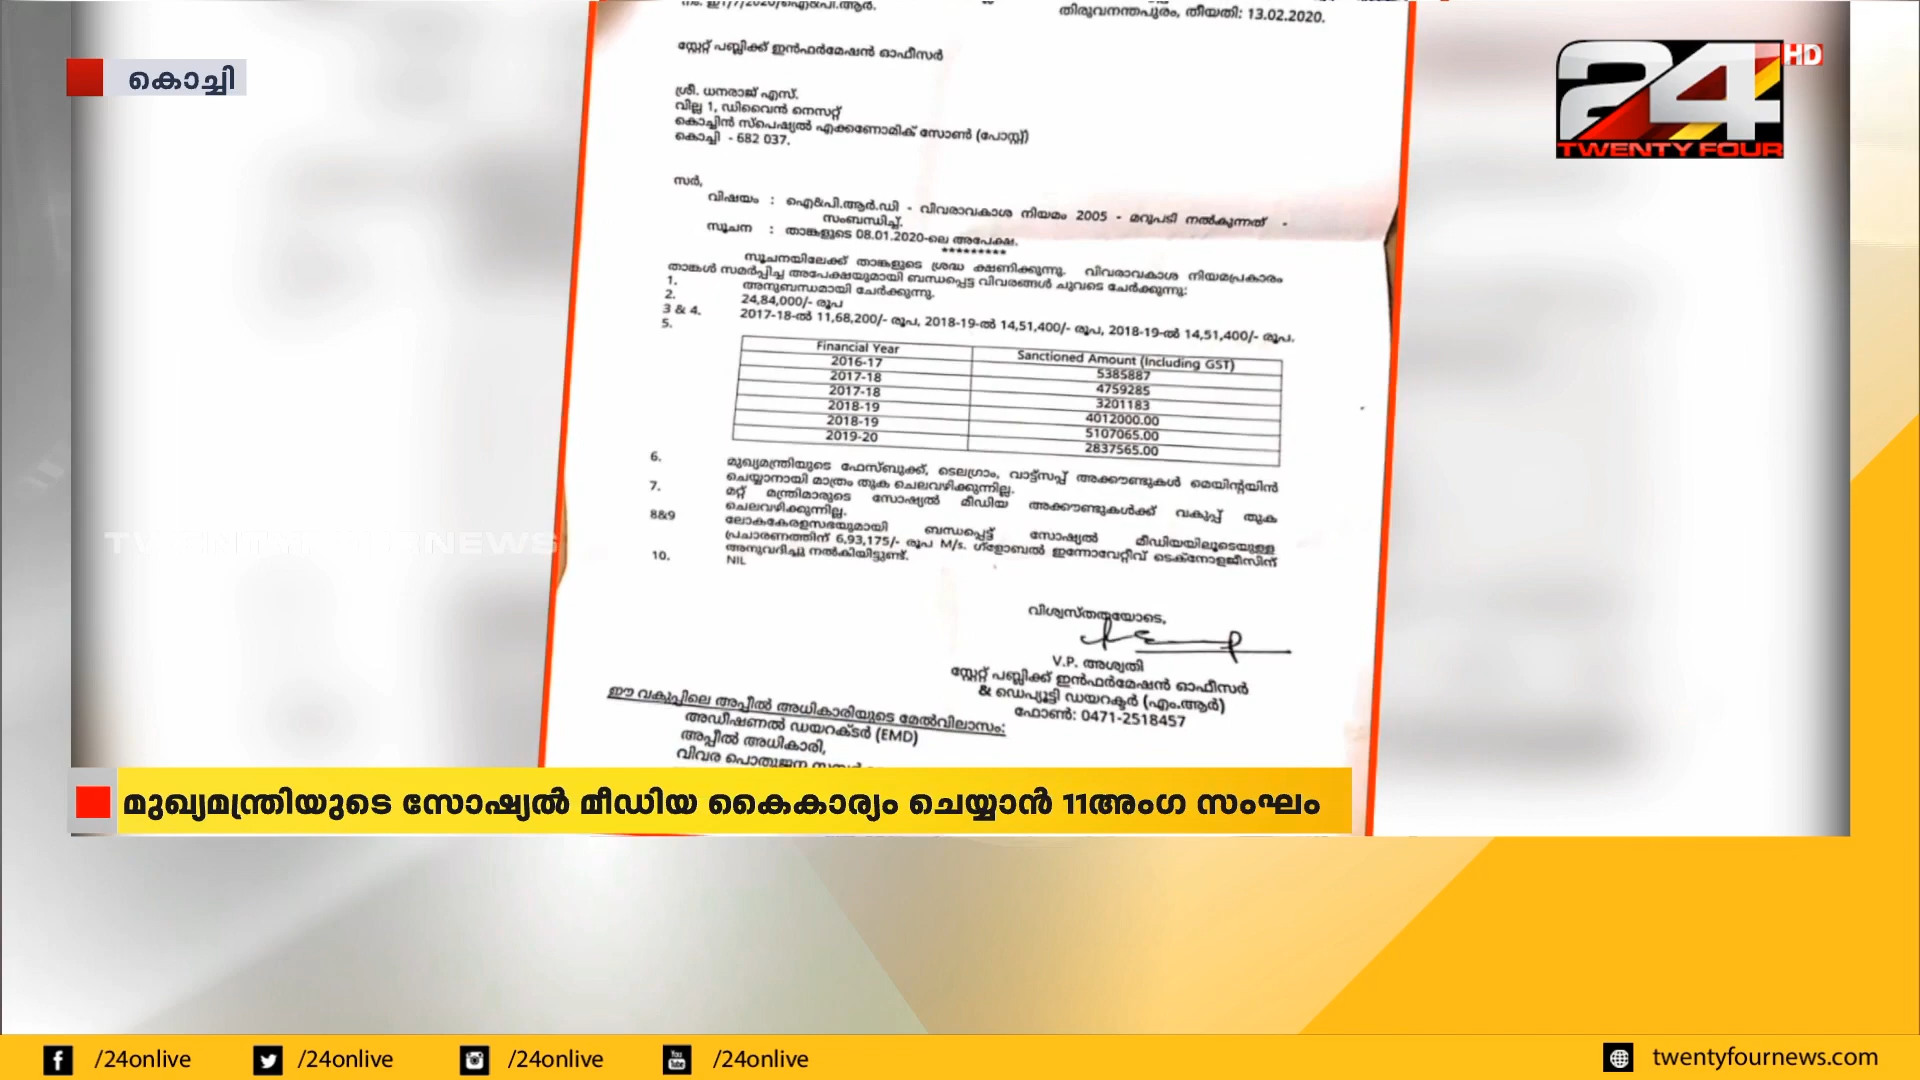 കൊച്ചി
24
HD
TWENTY FOUR
തിരുവനന്തപുരം, തീയതി: 13.02.2020.
സ്റ്റേറ്റ് പബ്ലിക്ക് ഇൻഫർമേഷൻ ഓഫീസർ
ശ്രീ. ധനരാജ് എസ്.
വില്ല 1, ഡിവൈൻ നെസറ്റ്
കൊച്ചിൻ സ്പെഷ്യൽ എക്കണോമിക് സോൺ (പോസ്റ്റ്)
കൊച്ചി - 682 037.
സർ,
വിഷയം : ഐ&പി.ആർ.ഡി - വിവരാവകാശ നിയമം 2005 - മറുപടി നൽകുന്നത് -
സംബന്ധിച്ച്.
സൂചന : താങ്കളുടെ 08.01.2020-ലെ അപേക്ഷ.
*********
സൂചനയിലേക്ക് താങ്കളുടെ ശ്രദ്ധ ക്ഷണിക്കുന്നു. വിവരാവകാശ നിയമപ്രകാരം
താങ്കൾ സമർപ്പിച്ച അപേക്ഷയുമായി ബന്ധപ്പെട്ട വിവരങ്ങൾ ചുവടെ ചേർക്കുന്നു:
1. അനുബന്ധമായി ചേർക്കുന്നു.
2. 24,84,000/- രൂപ
3 & 4. 2017-18-ൽ 11,68,200/- രൂപ, 2018-19-ൽ 14,51,400/- രൂപ, 2018-19-ൽ 14,51,400/- രൂപ.
5.
Financial Year Sanctioned Amount (Including GST)
2016-17 5385887
2017-18 4759285
2017-18 3201183
2018-19 4012000.00
2018-19 5107065.00
2019-20 2837565.00
6. മുഖ്യമന്ത്രിയുടെ ഫേസ്ബുക്ക്, ടെലഗ്രാം, വാട്ട്സപ്പ് അക്കൗണ്ടുകൾ മെയിന്റയിൻ
ചെയ്യാനായി മാത്രം തുക ചെലവഴിക്കുന്നില്ല.
7. മറ്റ് മന്ത്രിമാരുടെ സോഷ്യൽ മീഡിയ അക്കൗണ്ടുകൾക്ക് വകുപ്പ് തുക
ചെലവഴിക്കുന്നില്ല.
8&9 ലോകകേരളസഭയുമായി ബന്ധപ്പെട്ട് സോഷ്യൽ മീഡിയയിലൂടെയുള്ള
പ്രചാരണത്തിന് 6,93,175/- രൂപ M/s. ഗ്ളോബൽ ഇന്നോവേറ്റീവ് ടെക്നോളജീസിന്
അനുവദിച്ചു നൽകിയിട്ടുണ്ട്.
10. NIL
വിശ്വസ്തതയോടെ,
V.P. അശ്വതി
സ്റ്റേറ്റ് പബ്ലിക്ക് ഇൻഫർമേഷൻ ഓഫീസർ
& ഡെപ്യൂട്ടി ഡയറക്ടർ (എം.ആർ)
ഫോൺ: 0471-2518457
ഈ വകുപ്പിലെ അപ്പീൽ അധികാരിയുടെ മേൽവിലാസം:
അഡീഷണൽ ഡയറക്ടർ (EMD)
അപ്പീൽ അധികാരി,
വിവര പൊതുജന
TWENTYFOURNEWS
മുഖ്യമന്ത്രിയുടെ സോഷ്യൽ മീഡിയ കൈകാര്യം ചെയ്യാൻ 11അംഗ സംഘം
/24onlive /24onlive /24onlive /24onlive twentyfournews.com